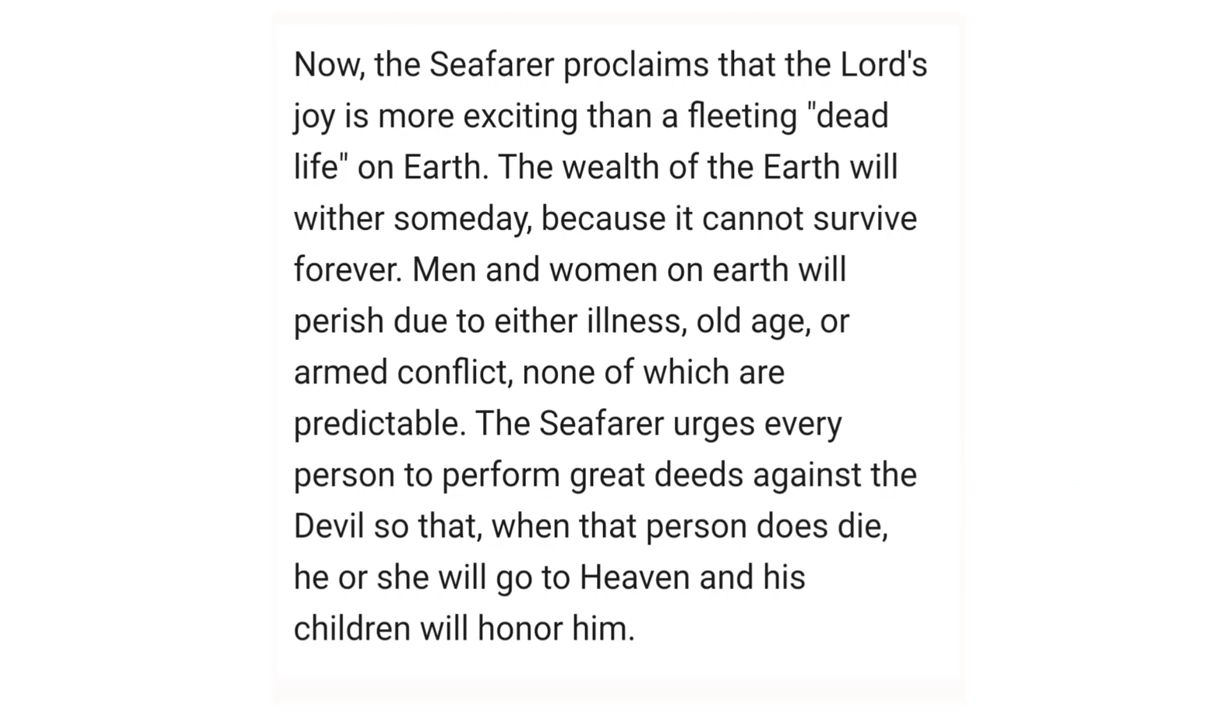 Now, the Seafarer proclaims that the Lord's
joy is more exciting than a fleeting "dead
life" on Earth. The wealth of the Earth will
wither someday, because it cannot survive
forever. Men and women on earth will
perish due to either illness, old age, or
armed conflict, none of which are
predictable. The Seafarer urges every
person to perform great deeds against the
Devil so that, when that person does die,
he or she will go to Heaven and his
children will honor him.